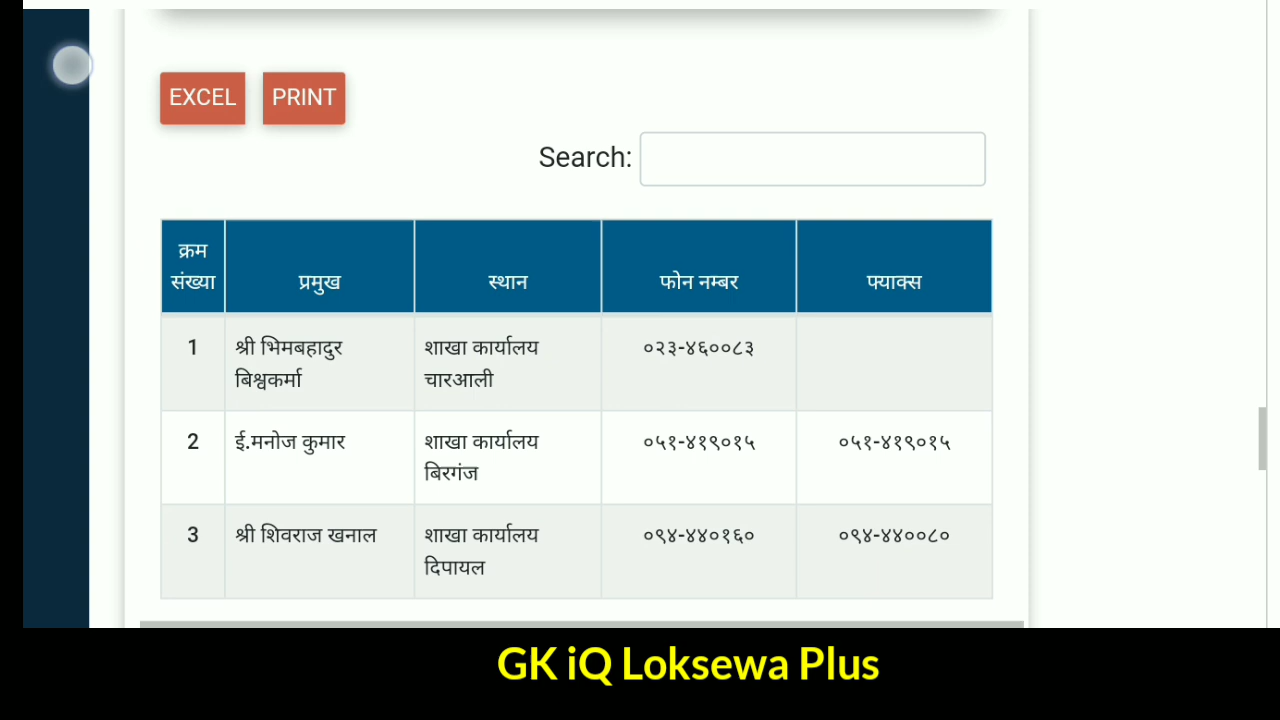 EXCEL PRINT
Search:
क्रम संख्या प्रमुख स्थान फोन नम्बर फ्याक्स
1 श्री भिमबहादुर बिश्वकर्मा शाखा कार्यालय चारआली ०२३-४६००८३
2 ई.मनोज कुमार शाखा कार्यालय बिरगंज ०५१-४१९०१५ ०५१-४१९०१५
3 श्री शिवराज खनाल शाखा कार्यालय दिपायल ०९४-४४०१६० ०९४-४४००८०
GK iQ Loksewa Plus